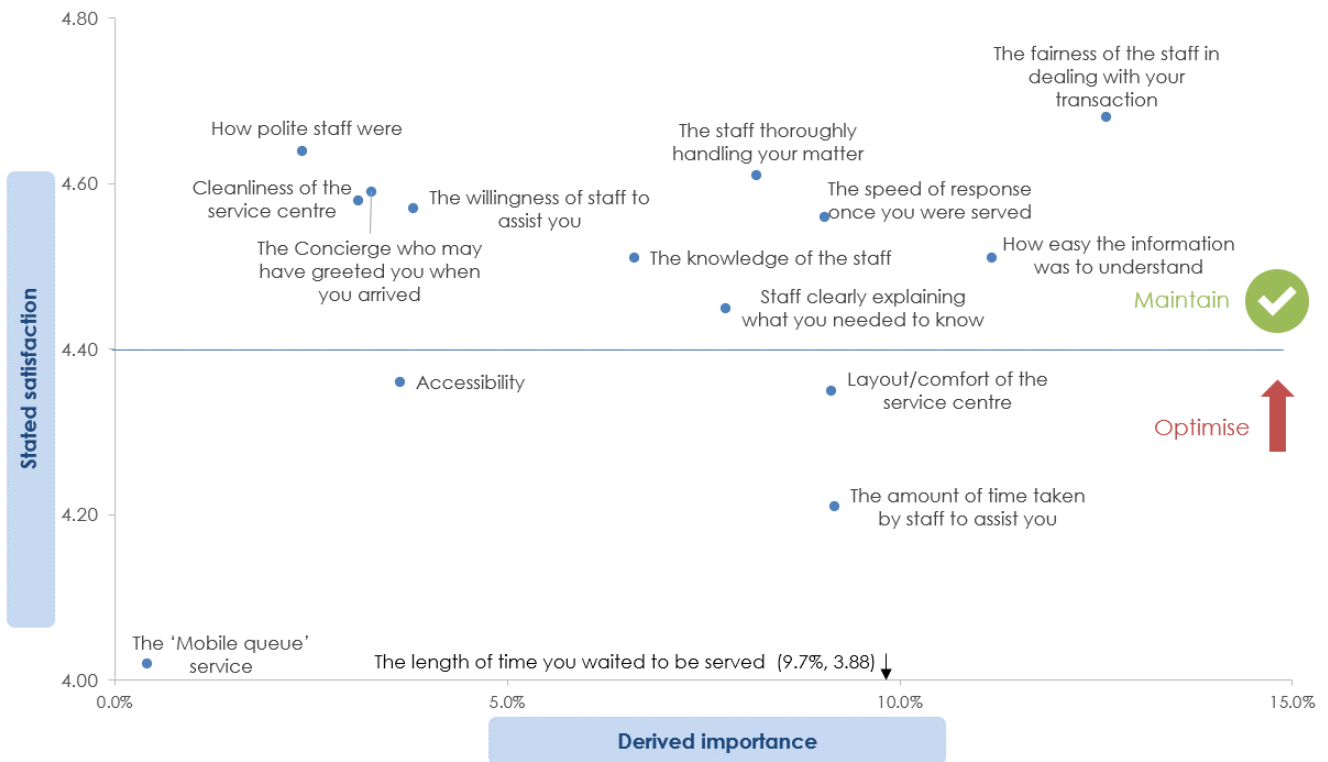 4.80
The fairness of the staff in
dealing with your
transaction
How polite staff were
The staff thoroughly
handling your matter
4.60
Cleanliness of the
service centre
The willingness of staff to
assist you
The speed of response
once you were served
The Concierge who may
have greeted you when
you arrived
The knowledge of the staff
How easy the information
was to understand
Staff clearly explaining
what you needed to know
Maintain
Stated satisfaction
4.40
Accessibility
Layout/comfort of the
service centre
Optimise
4.20
The amount of time taken
by staff to assist you
The ‘Mobile queue’
service
The length of time you waited to be served (9.7%, 3.88)
4.00
0.0%
5.0%
10.0%
15.0%
Derived importance